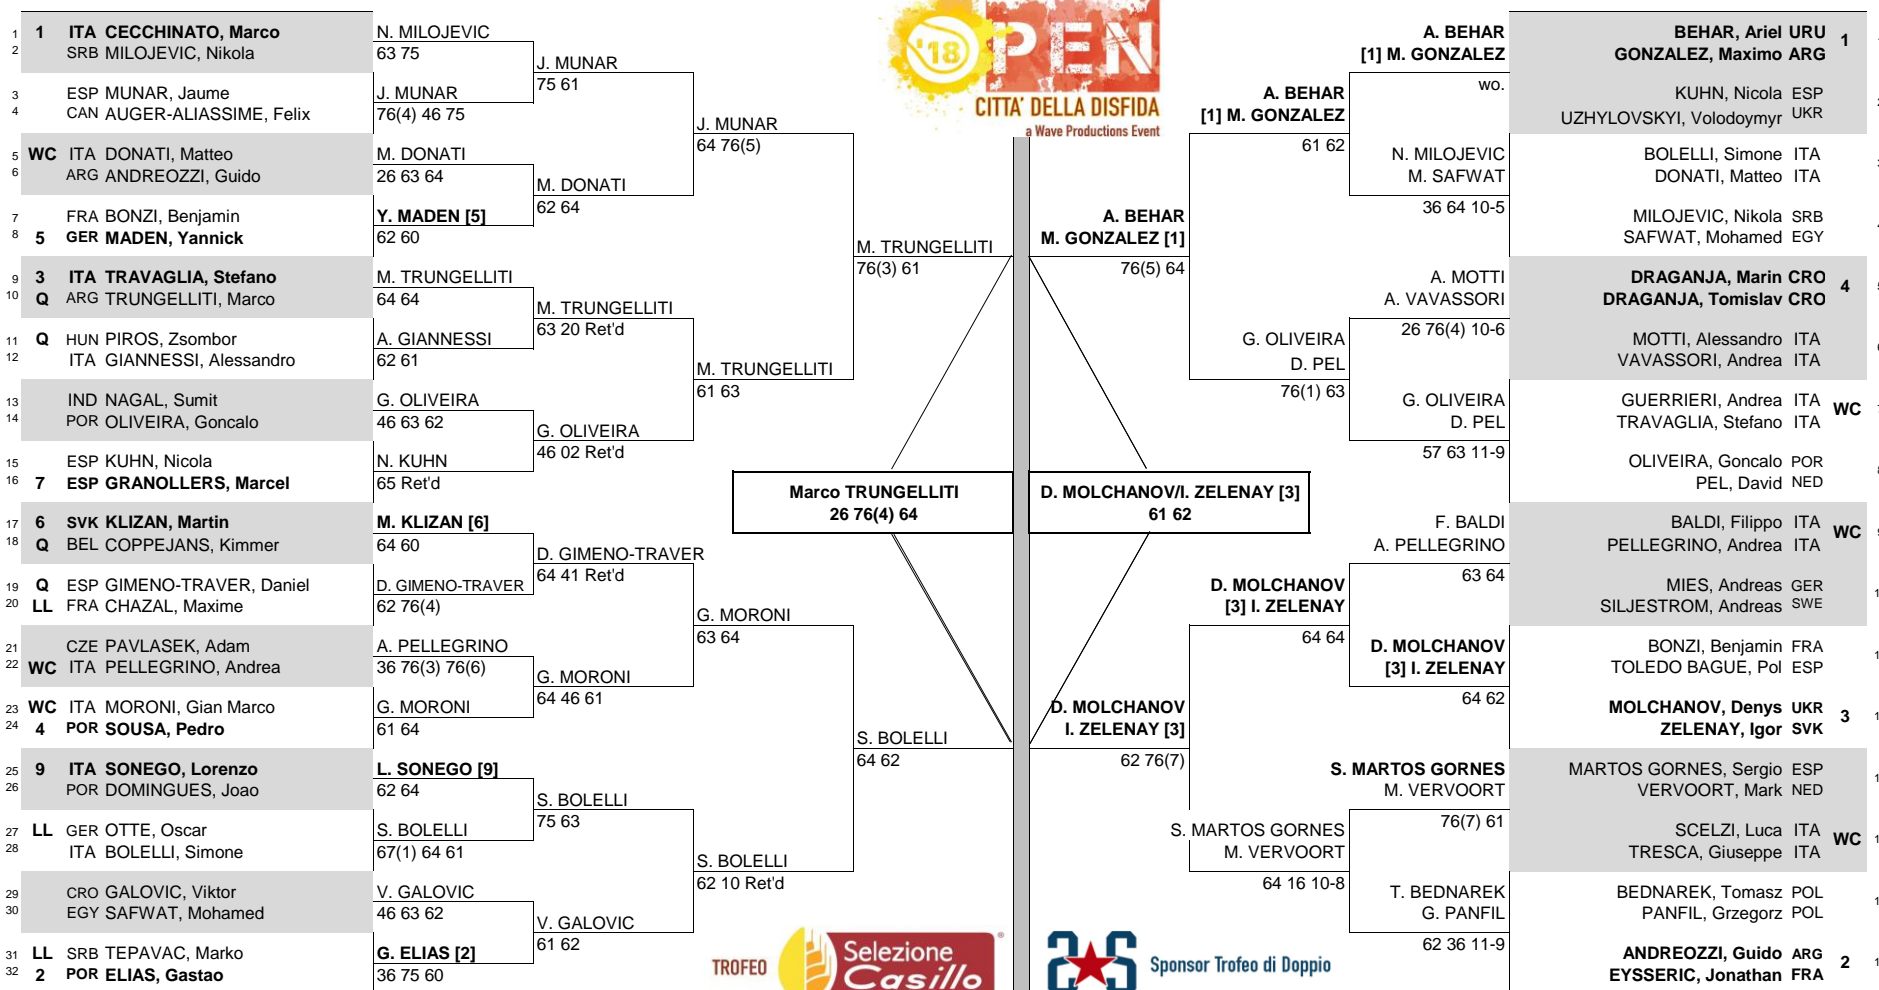 '18 OPEN
CITTA' DELLA DISFIDA
a Wave Productions Event
1 1 ITA CECCHINATO, Marco
2 SRB MILOJEVIC, Nikola
3 ESP MUNAR, Jaume
4 CAN AUGER-ALIASSIME, Felix
5 WC ITA DONATI, Matteo
6 ARG ANDREOZZI, Guido
7 FRA BONZI, Benjamin
8 5 GER MADEN, Yannick
9 3 ITA TRAVAGLIA, Stefano
10 Q ARG TRUNGELLITI, Marco
11 Q HUN PIROS, Zsombor
12 ITA GIANNESSI, Alessandro
13 IND NAGAL, Sumit
14 POR OLIVEIRA, Goncalo
15 ESP KUHN, Nicola
16 7 ESP GRANOLLERS, Marcel
17 6 SVK KLIZAN, Martin
18 Q BEL COPPEJANS, Kimmer
19 Q ESP GIMENO-TRAVER, Daniel
20 LL FRA CHAZAL, Maxime
21 CZE PAVLASEK, Adam
22 WC ITA PELLEGRINO, Andrea
23 WC ITA MORONI, Gian Marco
24 4 POR SOUSA, Pedro
25 9 ITA SONEGO, Lorenzo
26 POR DOMINGUES, Joao
27 LL GER OTTE, Oscar
28 ITA BOLELLI, Simone
29 CRO GALOVIC, Viktor
30 EGY SAFWAT, Mohamed
31 LL SRB TEPAVAC, Marko
32 2 POR ELIAS, Gastao
N. MILOJEVIC
63 75
J. MUNAR
76(4) 46 75
M. DONATI
26 63 64
Y. MADEN [5]
62 60
M. TRUNGELLITI
64 64
A. GIANNESSI
62 61
G. OLIVEIRA
46 63 62
N. KUHN
65 Ret'd
M. KLIZAN [6]
64 60
D. GIMENO-TRAVER
62 76(4)
A. PELLEGRINO
36 76(3) 76(6)
G. MORONI
61 64
L. SONEGO [9]
62 64
S. BOLELLI
67(1) 64 61
V. GALOVIC
46 63 62
G. ELIAS [2]
36 75 60
J. MUNAR
75 61
M. DONATI
62 64
M. TRUNGELLITI
63 20 Ret'd
G. OLIVEIRA
46 02 Ret'd
D. GIMENO-TRAVER
64 41 Ret'd
G. MORONI
64 46 61
S. BOLELLI
75 63
V. GALOVIC
61 62
J. MUNAR
64 76(5)
M. TRUNGELLITI
61 63
G. MORONI
63 64
S. BOLELLI
62 10 Ret'd
M. TRUNGELLITI
76(3) 61
S. BOLELLI
64 62
Marco TRUNGELLITI
26 76(4) 64
D. MOLCHANOV/I. ZELENAY [3]
61 62
A. BEHAR
M. GONZALEZ [1]
76(5) 64
D. MOLCHANOV
I. ZELENAY [3]
62 76(7)
A. BEHAR
[1] M. GONZALEZ
61 62
G. OLIVEIRA
D. PEL
76(1) 63
D. MOLCHANOV
[3] I. ZELENAY
64 64
S. MARTOS GORNES
M. VERVOORT
64 16 10-8
A. BEHAR
[1] M. GONZALEZ
wo.
N. MILOJEVIC
M. SAFWAT
36 64 10-5
A. MOTTI
A. VAVASSORI
26 76(4) 10-6
G. OLIVEIRA
D. PEL
57 63 11-9
F. BALDI
A. PELLEGRINO
63 64
D. MOLCHANOV
[3] I. ZELENAY
64 62
S. MARTOS GORNES
M. VERVOORT
76(7) 61
T. BEDNAREK
G. PANFIL
62 36 11-9
BEHAR, Ariel URU 1
GONZALEZ, Maximo ARG
KUHN, Nicola ESP
UZHYLOVSKYI, Volodoymyr UKR
BOLELLI, Simone ITA
DONATI, Matteo ITA
MILOJEVIC, Nikola SRB
SAFWAT, Mohamed EGY
DRAGANJA, Marin CRO 4
DRAGANJA, Tomislav CRO
MOTTI, Alessandro ITA
VAVASSORI, Andrea ITA
GUERRIERI, Andrea ITA WC
TRAVAGLIA, Stefano ITA
OLIVEIRA, Goncalo POR
PEL, David NED
BALDI, Filippo ITA WC
PELLEGRINO, Andrea ITA
MIES, Andreas GER
SILJESTROM, Andreas SWE
BONZI, Benjamin FRA
TOLEDO BAGUE, Pol ESP
MOLCHANOV, Denys UKR 3
ZELENAY, Igor SVK
MARTOS GORNES, Sergio ESP
VERVOORT, Mark NED
SCELZI, Luca ITA WC
TRESCA, Giuseppe ITA
BEDNAREK, Tomasz POL
PANFIL, Grzegorz POL
ANDREOZZI, Guido ARG 2
EYSSERIC, Jonathan FRA
TROFEO
Selezione ®
Casillo
Sponsor Trofeo di Doppio